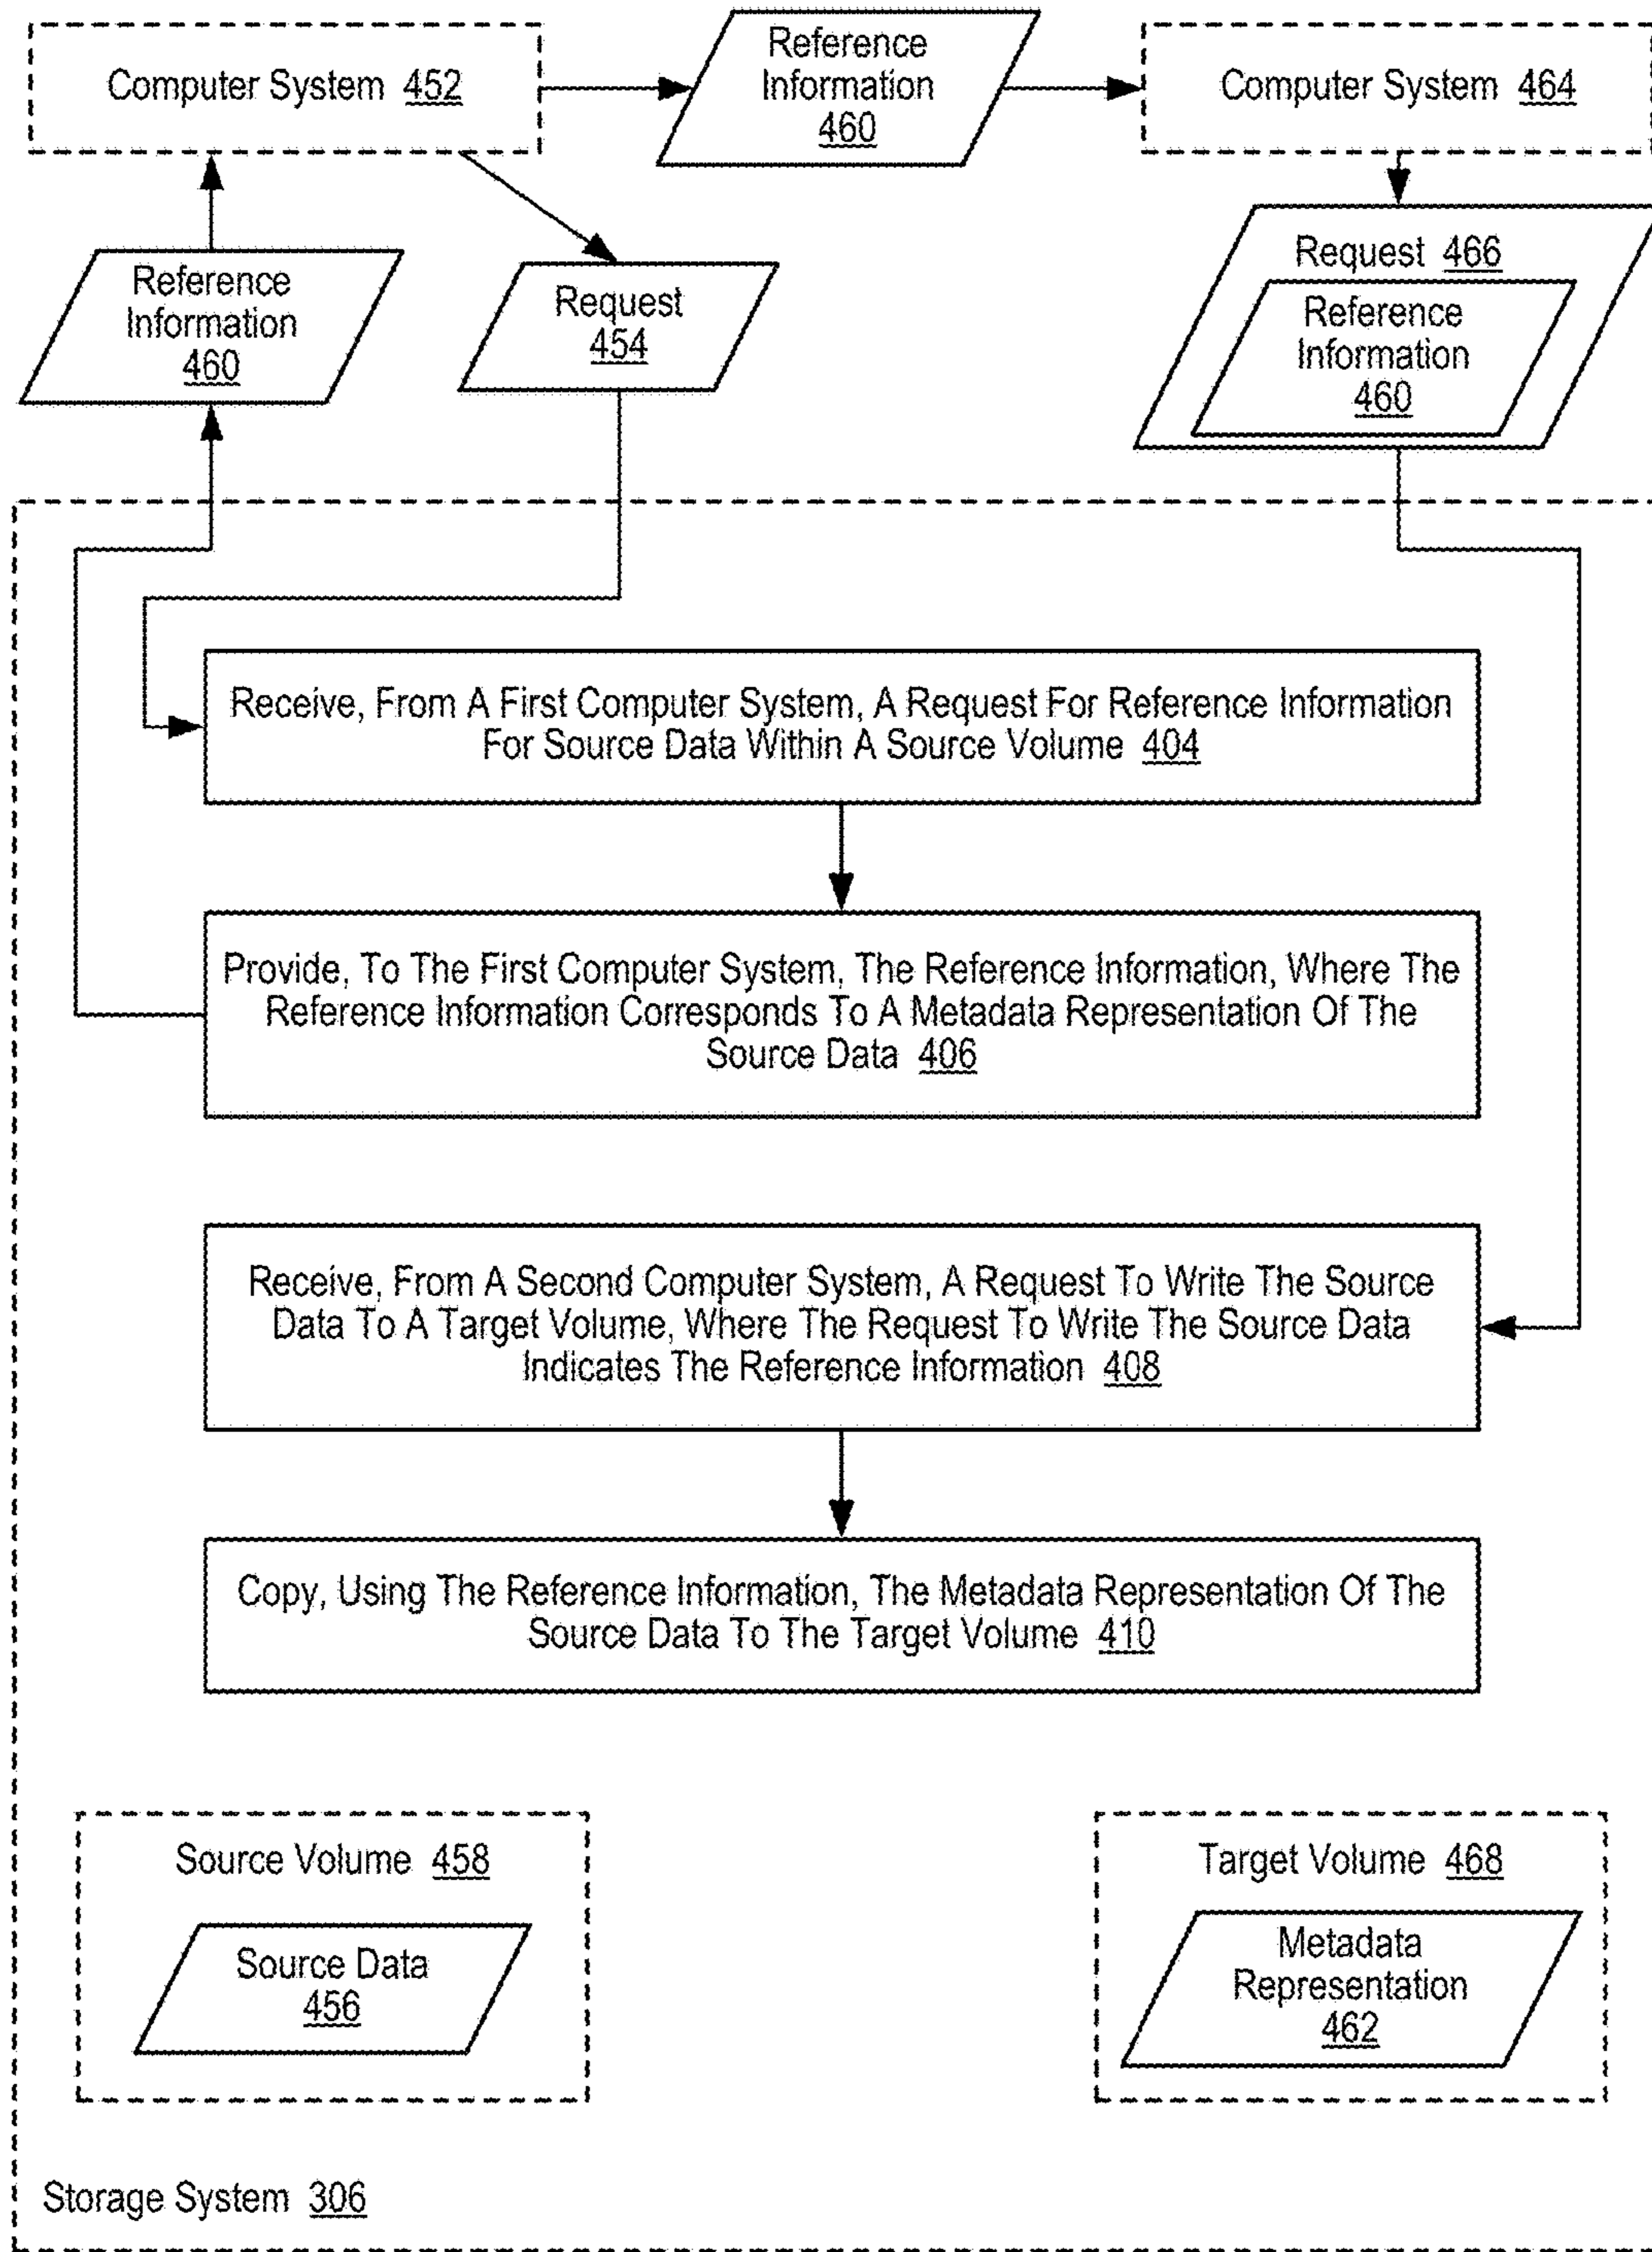 Computer System 452
Reference
Information
460
Computer System 464
Reference
Information
460
Request
454
Request 466
Reference
Information
460
Receive, From A First Computer System, A Request For Reference Information
For Source Data Within A Source Volume 404
Provide, To The First Computer System, The Reference Information, Where The
Reference Information Corresponds To A Metadata Representation Of The
Source Data 406
Receive, From A Second Computer System, A Request To Write The Source
Data To A Target Volume, Where The Request To Write The Source Data
Indicates The Reference Information 408
Copy, Using The Reference Information, The Metadata Representation Of The
Source Data To The Target Volume 410
Source Volume 458
Source Data
456
Target Volume 468
Metadata
Representation
462
Storage System 306